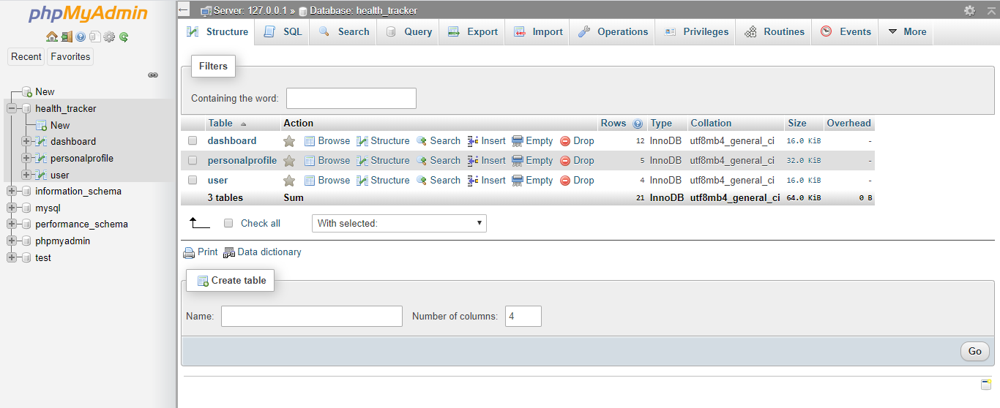 phpMyAdmin
Recent Favorites
New
health_tracker
New
dashboard
personalprofile
user
information_schema
mysql
performance_schema
phpmyadmin
test
Server: 127.0.0.1 » Database: health_tracker
Structure SQL Search Query Export Import Operations Privileges Routines Events More
Filters
Containing the word:
Table Action Rows Type Collation Size Overhead
dashboard Browse Structure Search Insert Empty Drop 12 InnoDB utf8mb4_general_ci 16.0 KiB -
personalprofile Browse Structure Search Insert Empty Drop 5 InnoDB utf8mb4_general_ci 32.0 KiB -
user Browse Structure Search Insert Empty Drop 4 InnoDB utf8mb4_general_ci 16.0 KiB -
3 tables Sum 21 InnoDB utf8mb4_general_ci 64.0 KiB 0 B
Check all With selected:
Print Data dictionary
Create table
Name: Number of columns: 4
Go